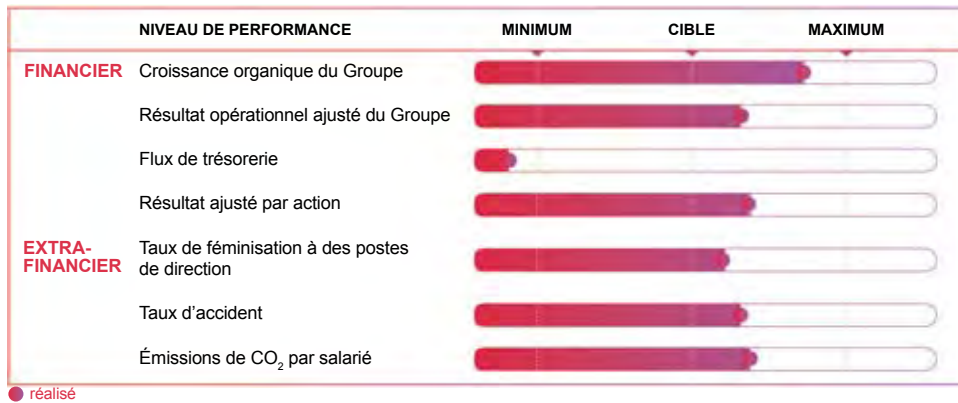 NIVEAU DE PERFORMANCE MINIMUM CIBLE MAXIMUM
FINANCIER Croissance organique du Groupe
Résultat opérationnel ajusté du Groupe
Flux de trésorerie
Résultat ajusté par action
EXTRA-
FINANCIER
Taux de féminisation à des postes
de direction
Taux d'accident
Émissions de CO₂ par salarié
réalisé